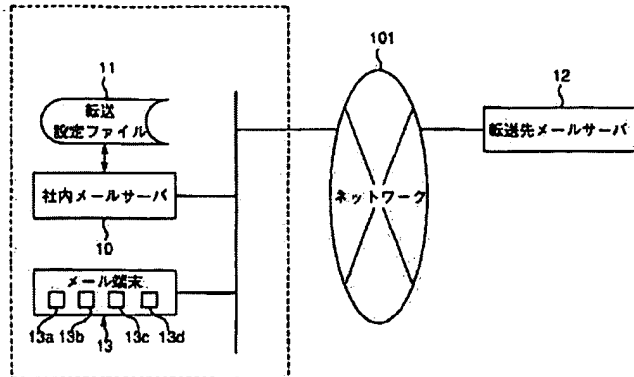 101
11
12
転送
設定ファイル
転送先メールサーバ
社内メールサーバ
ネットワーク
10
メール端末
13a 13b 13 13c 13d